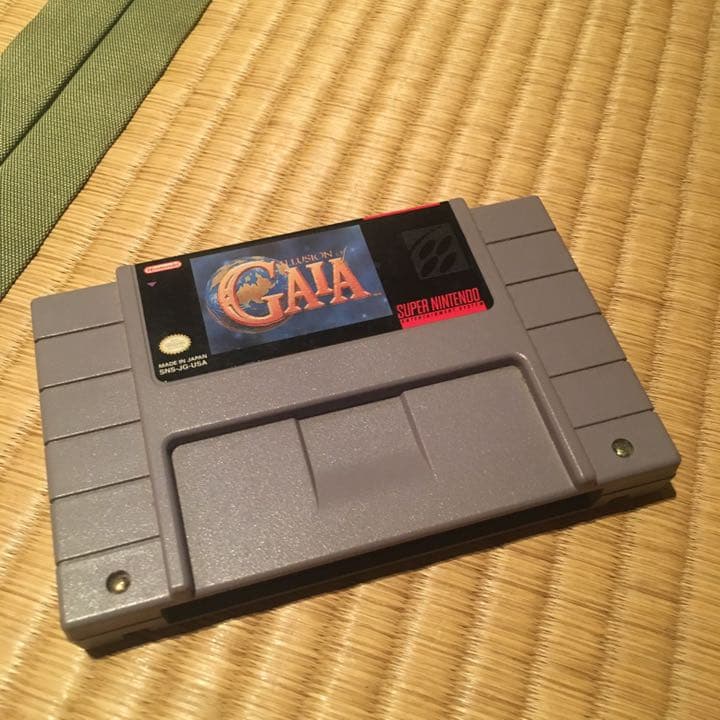 Nintendo
ILLUSION OF
GAIA
SUPER NINTENDO
ENTERTAINMENT SYSTEM
MADE IN JAPAN
SNS-JG-USA